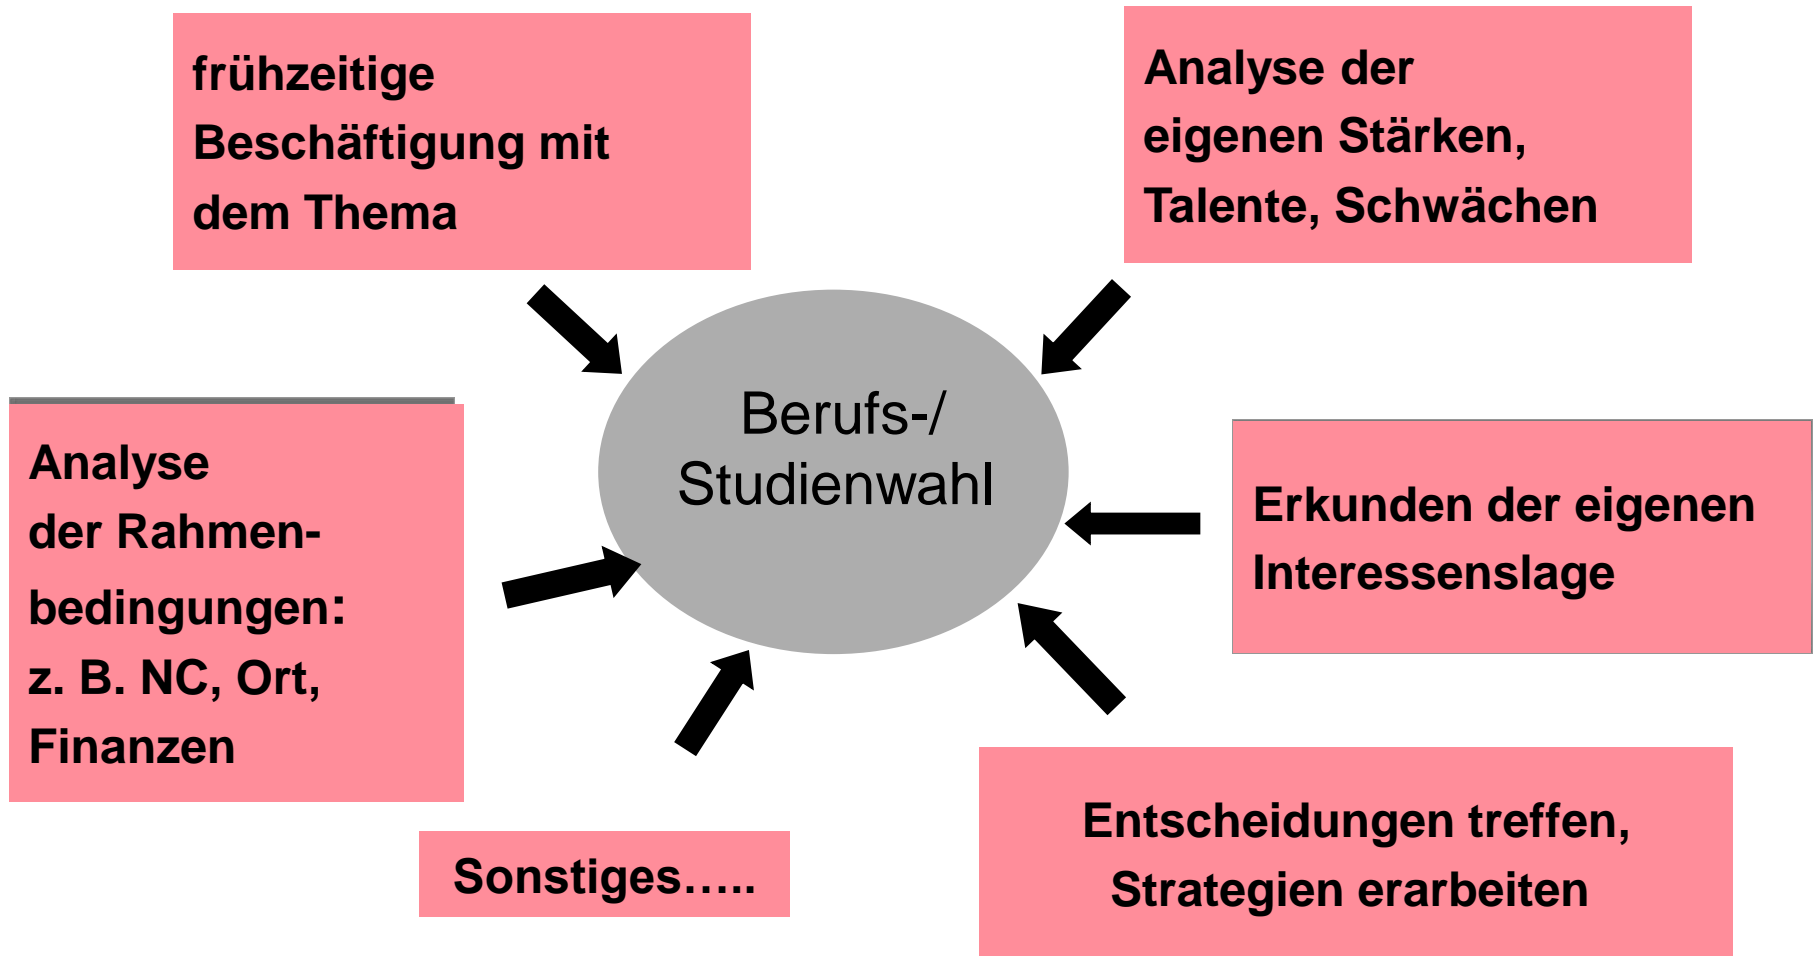 frühzeitige
Beschäftigung mit
dem Thema
Analyse der
eigenen Stärken,
Talente, Schwächen
Berufs-/
Studienwahl
Analyse
der Rahmen-
bedingungen:
z. B. NC, Ort,
Finanzen
Erkunden der eigenen
Interessenslage
Sonstiges…..
Entscheidungen treffen,
Strategien erarbeiten